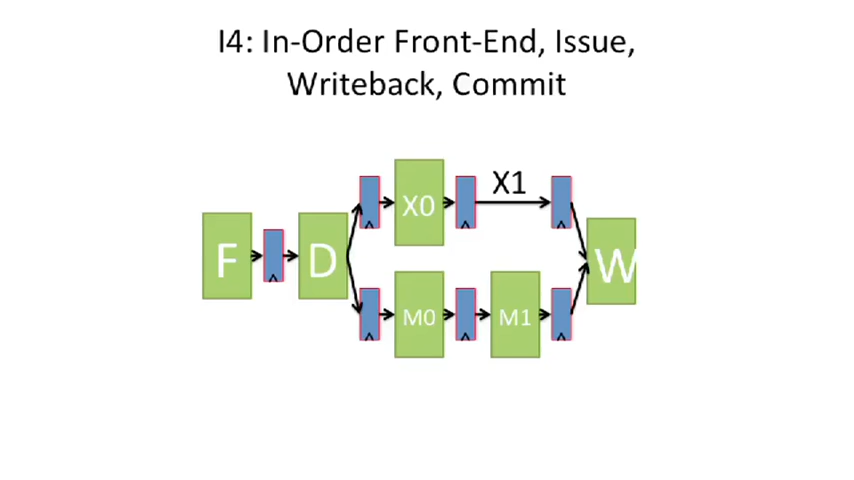 I4: In-Order Front-End, Issue,
Writeback, Commit
X0
X1
F
D
W
M0
M1